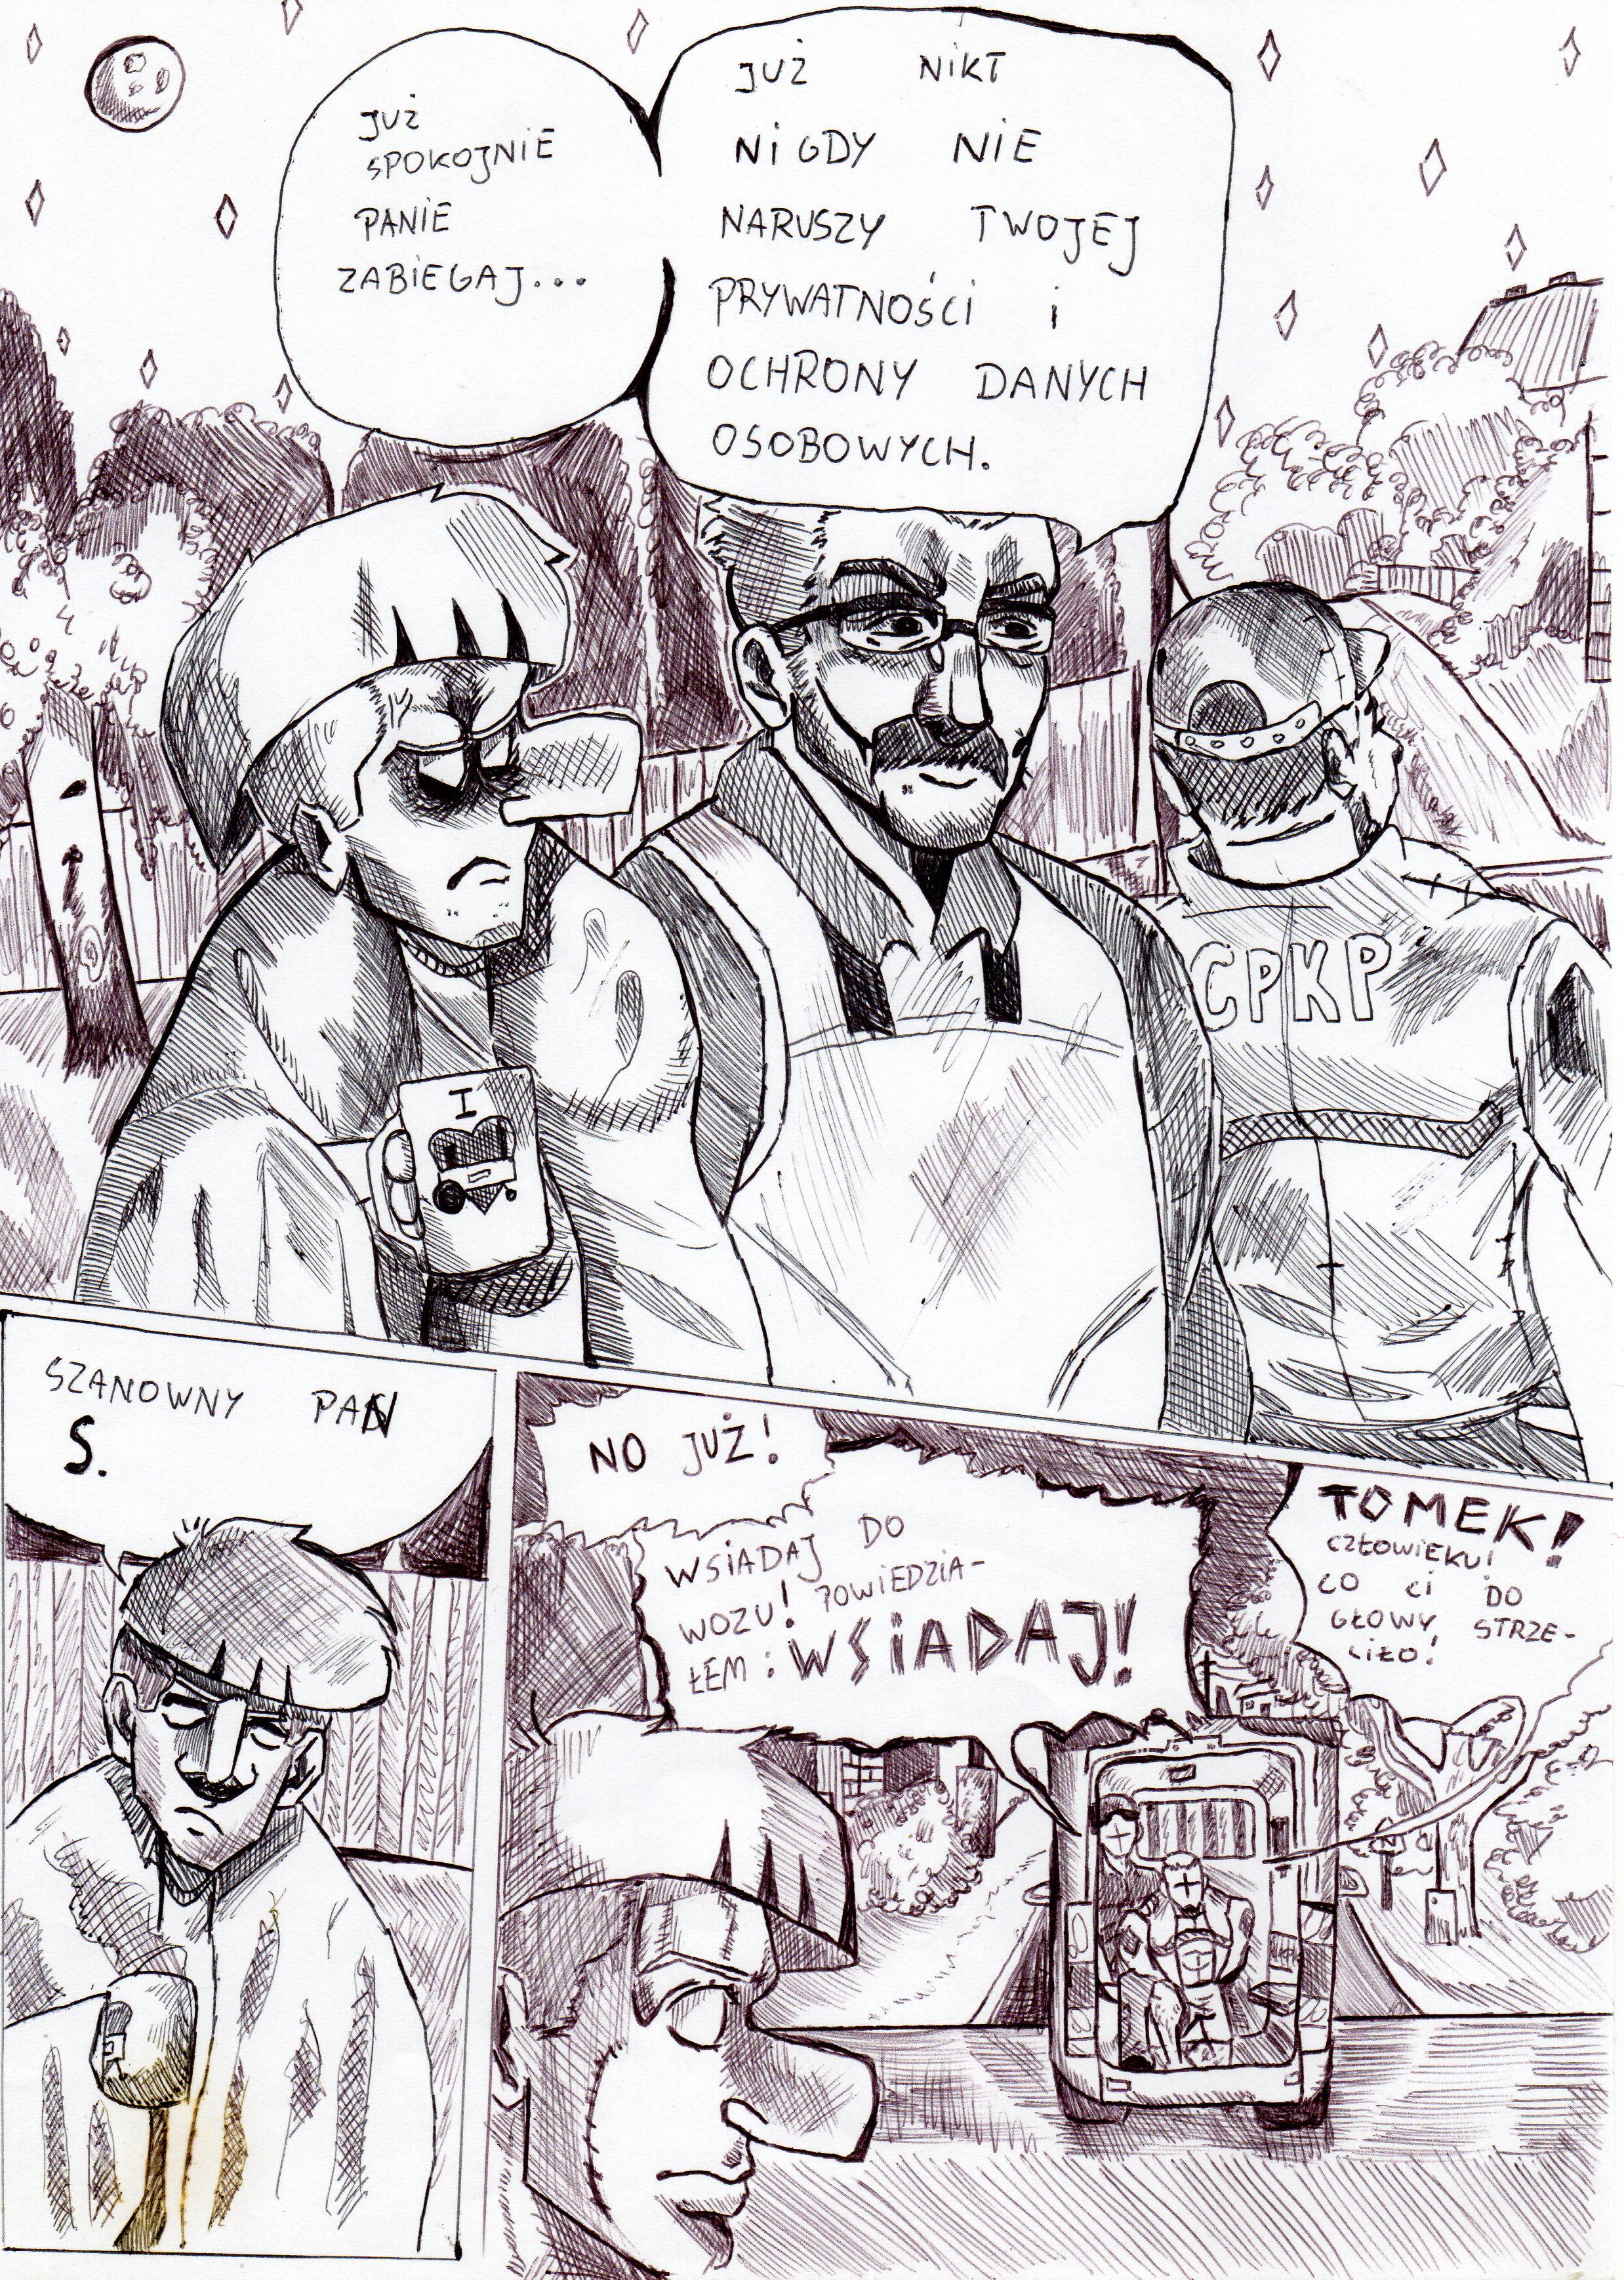 JUŻ
SPOKOJNIE
PANIE
ZABIEGAJ...
JUŻ NIKT
NIGDY NIE
NARUSZY TWOJEJ
PRYWATNOŚCI i
OCHRONY DANYCH
OSOBOWYCH.
CPKP
I
SZANOWNY PAN
S.
NO JUŻ!
WSIADAJ DO
WOZU! POWIEDZIA-
ŁEM: WSIADAJ!
TOMEK!
CZŁOWIEKU!
CO CI DO
GŁOWY STRZE-
LIŁO!